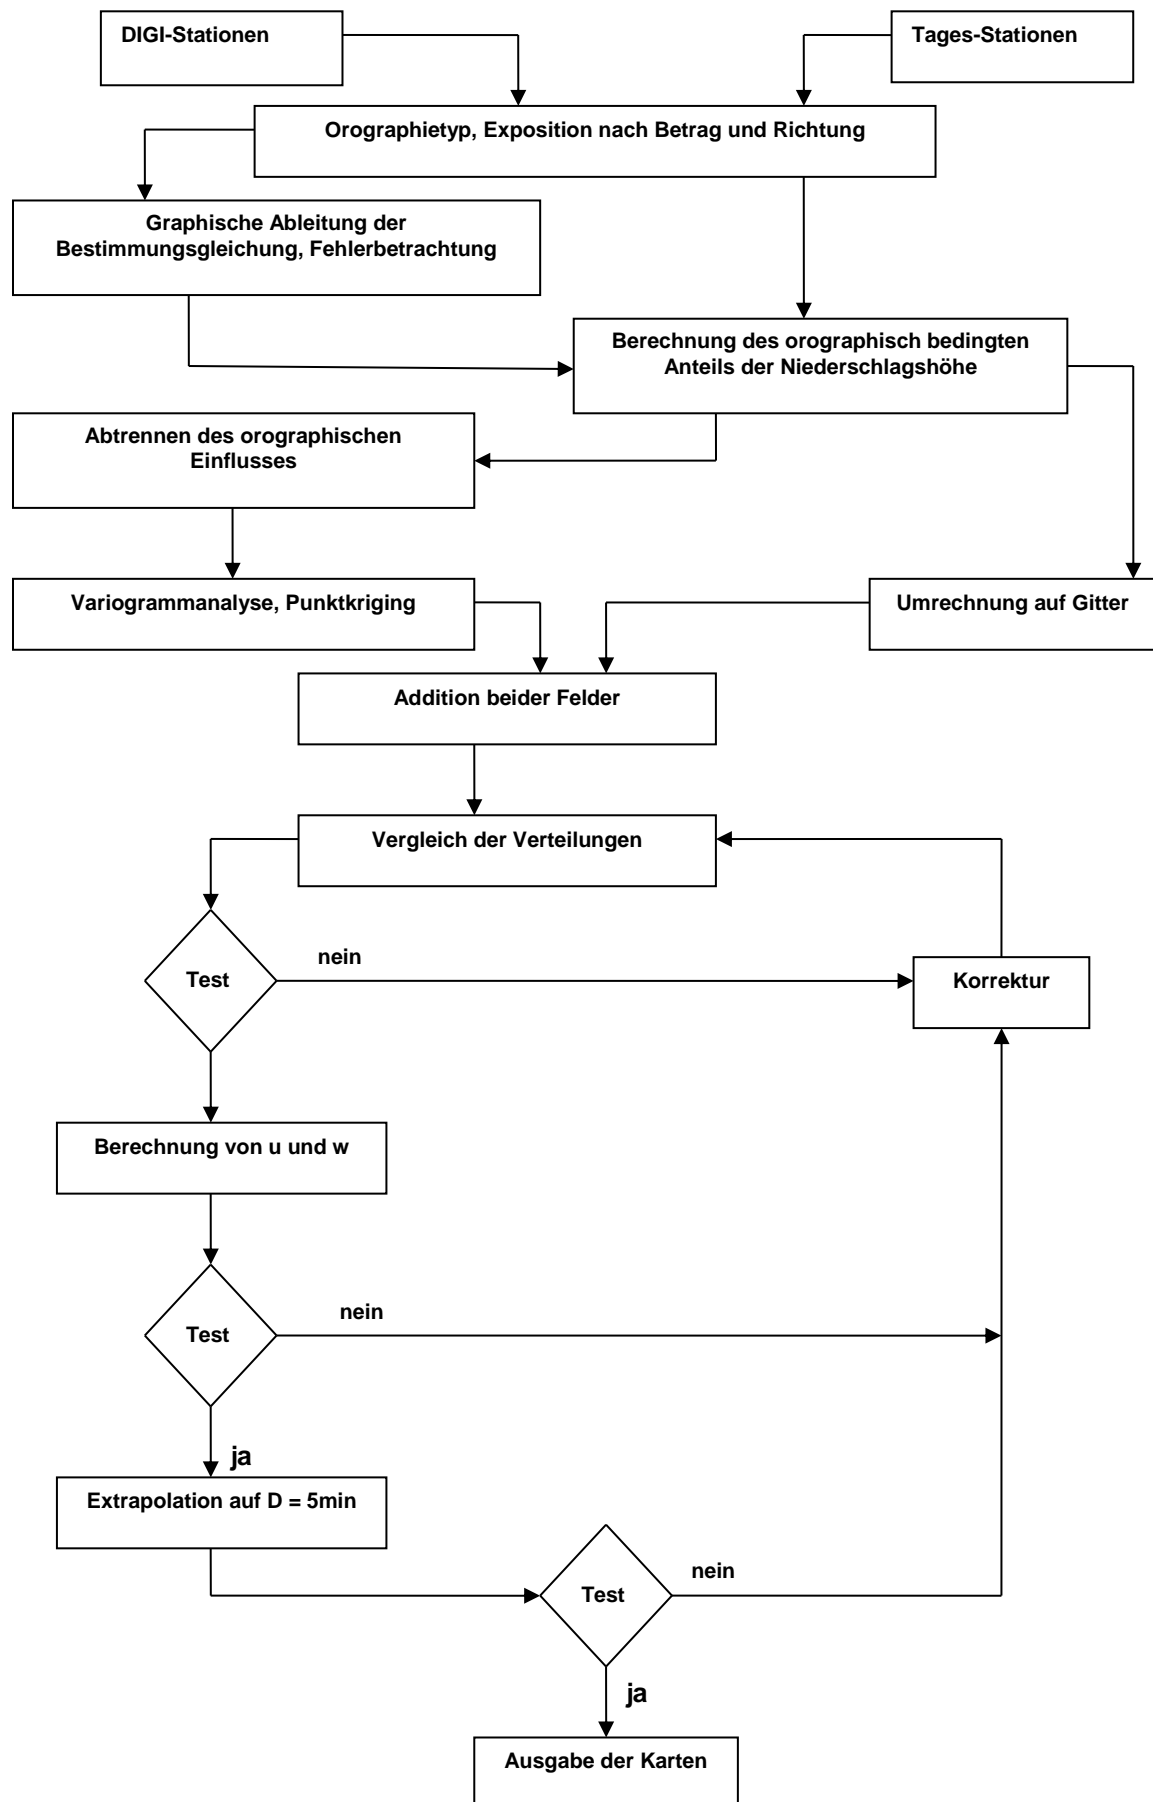 DIGI-Stationen
Tages-Stationen
Orographietyp, Exposition nach Betrag und Richtung
Graphische Ableitung der
Bestimmungsgleichung, Fehlerbetrachtung
Berechnung des orographisch bedingten
Anteils der Niederschlagshöhe
Abtrennen des orographischen
Einflusses
Variogrammanalyse, Punktkriging
Umrechnung auf Gitter
Addition beider Felder
Vergleich der Verteilungen
nein
Test
Korrektur
Berechnung von u und w
nein
Test
ja
Extrapolation auf D = 5min
nein
Test
ja
Ausgabe der Karten